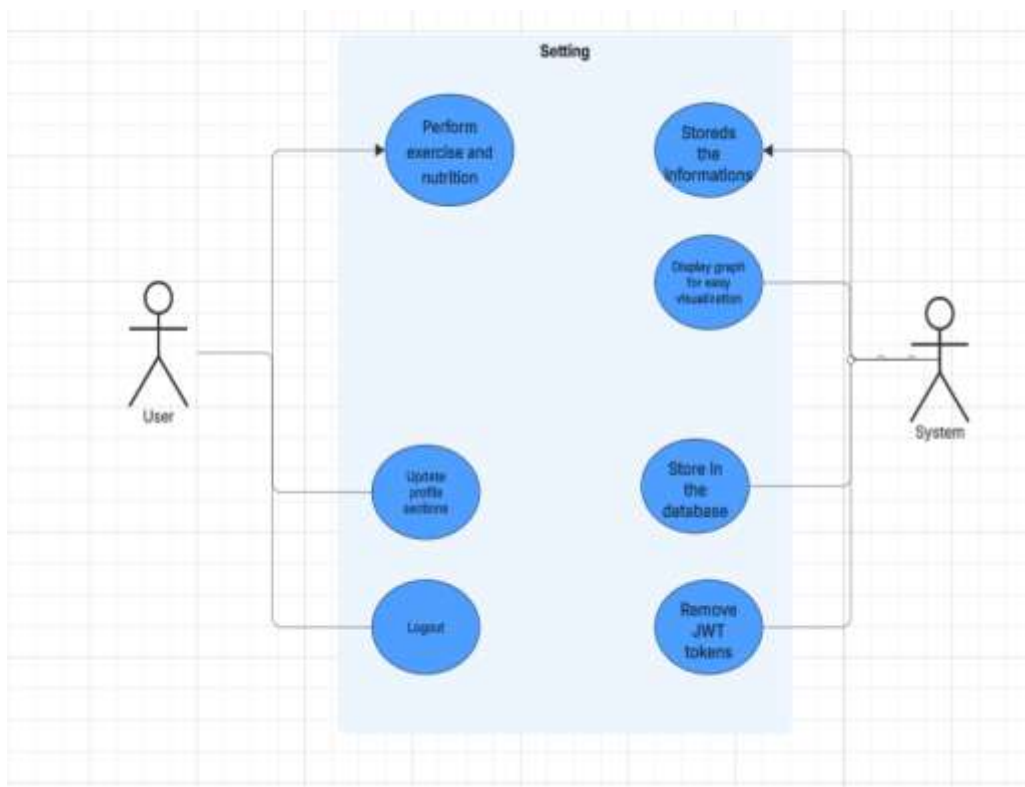 Setting
Perform
exercise and
nutrition
Storeds
the
informations
Display graph
for easy
visualization
User
System
Update
profile
sections
Store in
the
database
Logout
Remove
JWT
tokens